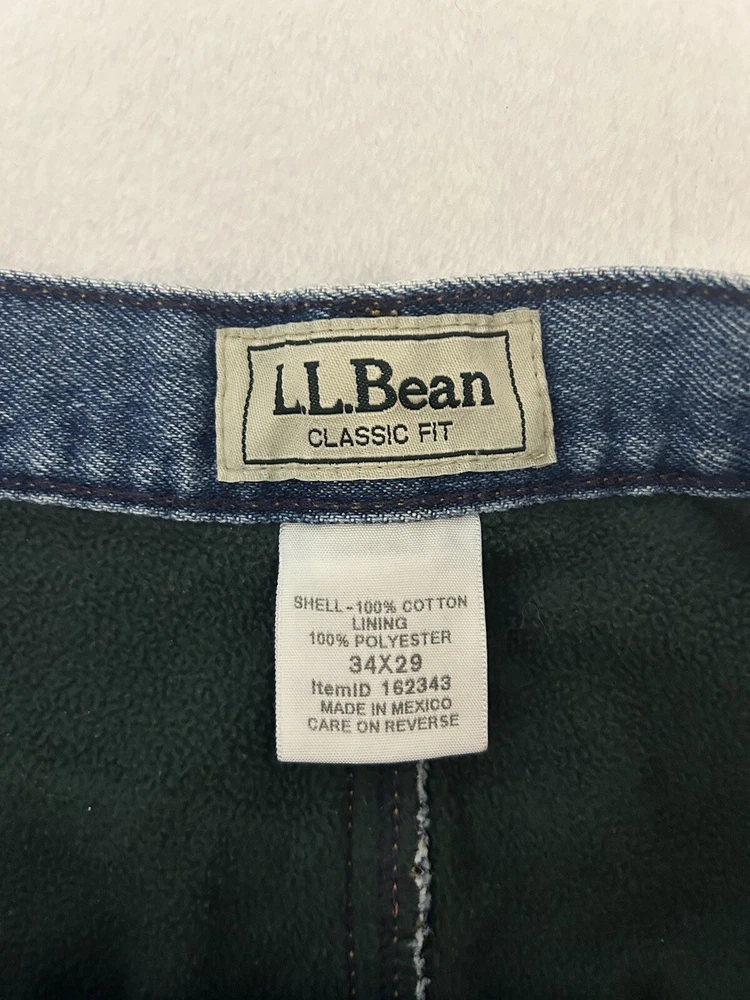 L.L.Bean
CLASSIC FIT
SHELL-100% COTTON
LINING
100% POLYESTER
34X29
ItemID 162343
MADE IN MEXICO
CARE ON REVERSE